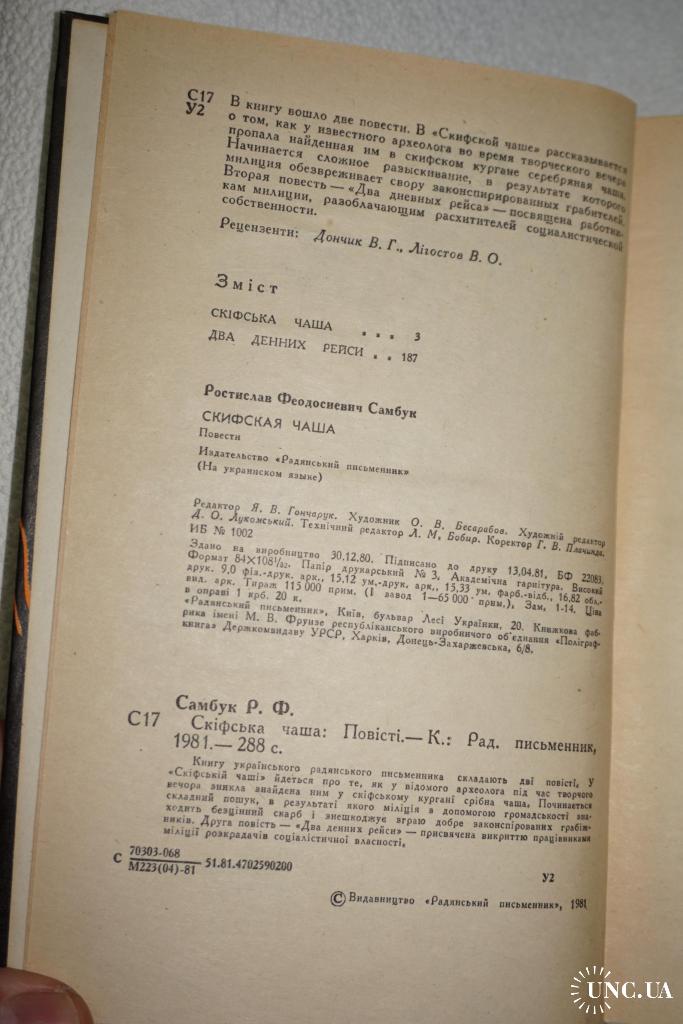 С17
У2
В книгу вошло две повести. В «Скифской чаше» рассказывается
о том, как у известного археолога во время творческого вечера
пропала найденная им в скифском кургане серебряная чаша.
Начинается сложное разыскивание, в результате которого
милиция обезвреживает свору законспирированных грабителей.
Вторая повесть — «Два дневных рейса» — посвящена работни-
кам милиции, разоблачающим расхитителей социалистической
собственности.
Рецензенти: Дончик В. Г., Лігостов В. О.
Зміст
СКІФСЬКА ЧАША . . . 3
ДВА ДЕННИХ РЕЙСИ . . 187
Ростислав Феодосиевич Самбук
СКИФСКАЯ ЧАША
Повести
Издательство «Радянський письменник»
(На украинском языке)
Редактор Я. В. Гончарук. Художник О. В. Бесарабов. Художній редактор
Д. О. Лукомський. Технічний редактор Л. М. Бобир. Коректор Г. В. Плачинда.
ИБ № 1002
Здано на виробництво 30.12.80. Підписано до друку 13.04.81. БФ 22083.
Формат 84×108¹/₃₂. Папір друкарський № 3. Академічна гарнітура. Високий
друк. 9,0 фіз.-друк. арк., 15,12 ум.-друк. арк., 15,33 ум. фарб.-відб., 16,82 обл.-
вид. арк. Тираж 115 000 прим. (І завод 1—65 000 прим.). Зам. 1-14. Ціна
в оправі 1 крб. 20 к.
«Радянський письменник», Київ, бульвар Лесі Українки, 20. Книжкова фаб-
рика імені М. В. Фрунзе республіканського виробничого об'єднання «Поліграф-
книга» Держкомвидаву УРСР, Харків, Донець-Захаржевська, 6/8.
Самбук Р. Ф.
С17 Скіфська чаша: Повісті.— К.: Рад. письменник,
1981.— 288 с.
Книгу українського радянського письменника складають дві повісті. У
«Скіфській чаші» йдеться про те, як у відомого археолога під час творчого
вечора зникла знайдена ним у скіфському кургані срібна чаша. Починається
складний пошук, в результаті якого міліція з допомогою громадськості зна-
ходить безцінний скарб і знешкоджує зграю добре законспірованих грабіж-
ників. Друга повість — «Два денних рейси» — присвячена викриттю працівниками
міліції розкрадачів соціалістичної власності.
С 70303-068
М223(04)-81 51.81.4702590200
У2
© Видавництво «Радянський письменник», 1981
UNC.UA